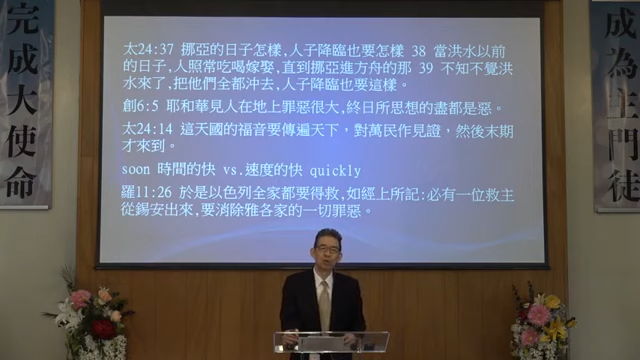 完成大使命
太24:37 挪亞的日子怎樣,人子降臨也要怎樣 38 當洪水以前
的日子,人照常吃喝嫁娶,直到挪亞進方舟的那 39 不知不覺洪
水來了,把他們全都沖去,人子降臨也要這樣。
創6:5 耶和華見人在地上罪惡很大,終日所思想的盡都是惡。
太24:14 這天國的福音要傳遍天下,對萬民作見證,然後末期
才來到。
soon 時間的快 vs.速度的快 quickly
羅11:26 於是以色列全家都要得救,如經上所記:必有一位救主
從錫安出來,要消除雅各家的一切罪惡。
成為主門徒